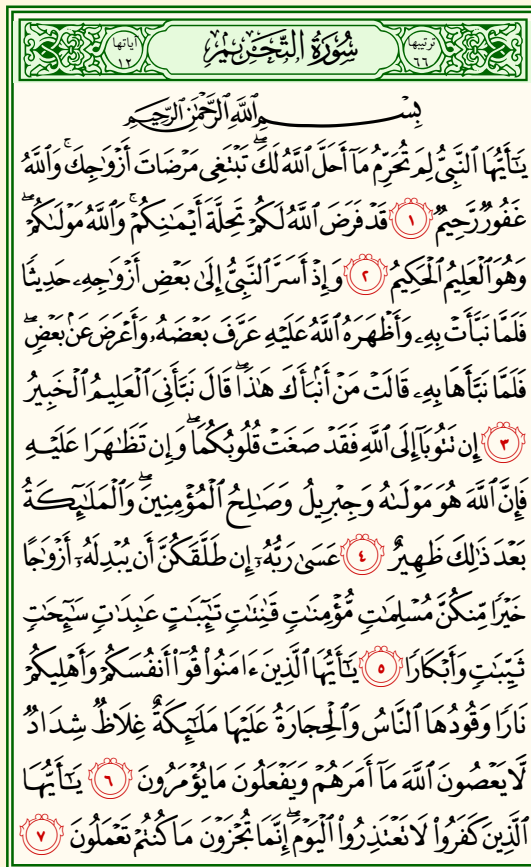 ترتيبها ٦٦ سُورَةُ التَّحۡرِيمِ آياتها ١٢
بِسۡمِ ٱللَّهِ ٱلرَّحۡمَٰنِ ٱلرَّحِيمِ
يَٰٓأَيُّهَا ٱلنَّبِيُّ لِمَ تُحَرِّمُ مَآ أَحَلَّ ٱللَّهُ لَكَۖ تَبۡتَغِي مَرۡضَاتَ أَزۡوَٰجِكَۚ وَٱللَّهُ
غَفُورٞ رَّحِيمٞ ١ قَدۡ فَرَضَ ٱللَّهُ لَكُمۡ تَحِلَّةَ أَيۡمَٰنِكُمۡۚ وَٱللَّهُ مَوۡلَىٰكُمۡۖ
وَهُوَ ٱلۡعَلِيمُ ٱلۡحَكِيمُ ٢ وَإِذۡ أَسَرَّ ٱلنَّبِيُّ إِلَىٰ بَعۡضِ أَزۡوَٰجِهِۦ حَدِيثٗا
فَلَمَّا نَبَّأَتۡ بِهِۦ وَأَظۡهَرَهُ ٱللَّهُ عَلَيۡهِ عَرَّفَ بَعۡضَهُۥ وَأَعۡرَضَ عَنۢ بَعۡضٖۖ
فَلَمَّا نَبَّأَهَا بِهِۦ قَالَتۡ مَنۡ أَنۢبَأَكَ هَٰذَاۖ قَالَ نَبَّأَنِيَ ٱلۡعَلِيمُ ٱلۡخَبِيرُ
٣ إِن تَتُوبَآ إِلَى ٱللَّهِ فَقَدۡ صَغَتۡ قُلُوبُكُمَاۖ وَإِن تَظَٰهَرَا عَلَيۡهِ
فَإِنَّ ٱللَّهَ هُوَ مَوۡلَىٰهُ وَجِبۡرِيلُ وَصَٰلِحُ ٱلۡمُؤۡمِنِينَۖ وَٱلۡمَلَٰٓئِكَةُ
بَعۡدَ ذَٰلِكَ ظَهِيرٌ ٤ عَسَىٰ رَبُّهُۥٓ إِن طَلَّقَكُنَّ أَن يُبۡدِلَهُۥٓ أَزۡوَٰجًا
خَيۡرٗا مِّنكُنَّ مُسۡلِمَٰتٖ مُّؤۡمِنَٰتٖ قَٰنِتَٰتٖ تَٰٓئِبَٰتٍ عَٰبِدَٰتٖ سَٰٓئِحَٰتٖ
ثَيِّبَٰتٖ وَأَبۡكَارٗا ٥ يَٰٓأَيُّهَا ٱلَّذِينَ ءَامَنُواْ قُوٓاْ أَنفُسَكُمۡ وَأَهۡلِيكُمۡ
نَارٗا وَقُودُهَا ٱلنَّاسُ وَٱلۡحِجَارَةُ عَلَيۡهَا مَلَٰٓئِكَةٌ غِلَاظٞ شِدَادٞ
لَّا يَعۡصُونَ ٱللَّهَ مَآ أَمَرَهُمۡ وَيَفۡعَلُونَ مَا يُؤۡمَرُونَ ٦ يَٰٓأَيُّهَا
ٱلَّذِينَ كَفَرُواْ لَا تَعۡتَذِرُواْ ٱلۡيَوۡمَۖ إِنَّمَا تُجۡزَوۡنَ مَا كُنتُمۡ تَعۡمَلُونَ ٧